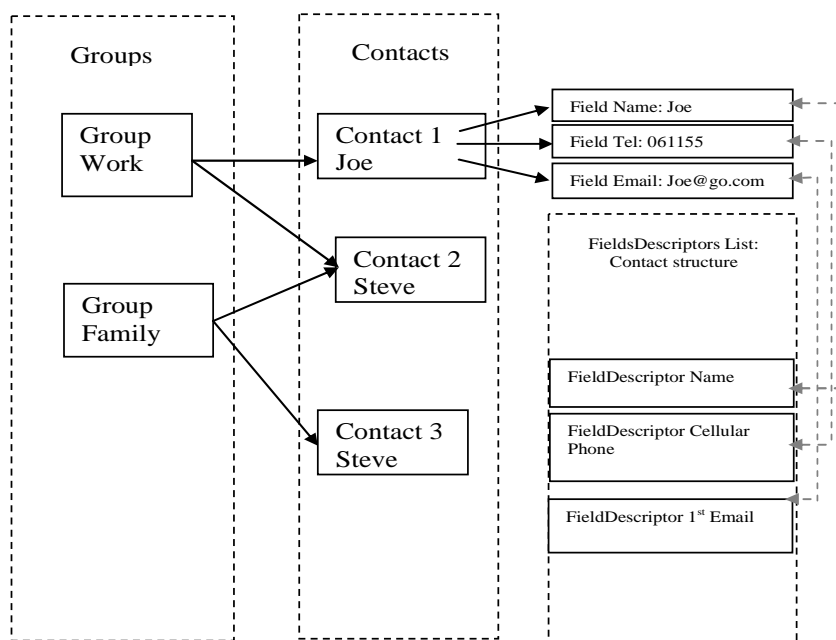 Groups
Group
Work
Group
Family
Contacts
Contact 1
Joe
Contact 2
Steve
Contact 3
Steve
Field Name: Joe
Field Tel: 061155
Field Email: Joe@go.com
FieldsDescriptors List:
Contact structure
FieldDescriptor Name
FieldDescriptor Cellular
Phone
FieldDescriptor 1st Email